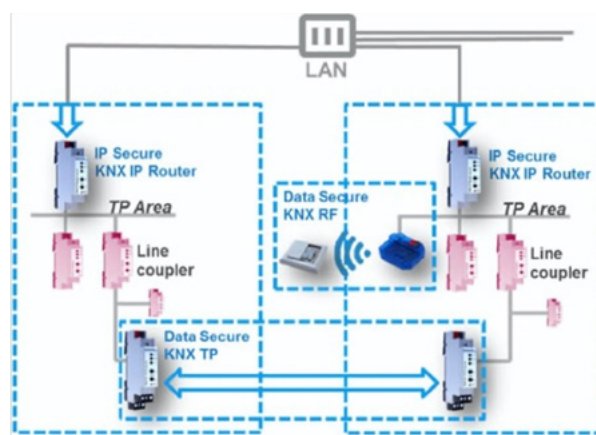 LAN
IP Secure
KNX IP Router
TP Area
Line
coupler
Data Secure
KNX RF
IP Secure
KNX IP Router
TP Area
Line
coupler
Data Secure
KNX TP